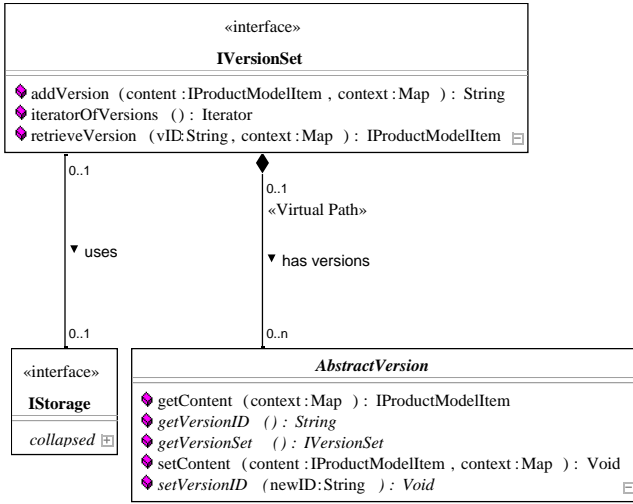 «interface»
IVersionSet
addVersion (content :IProductModelItem , context :Map ) : String
iteratorOfVersions () : Iterator
retrieveVersion (vID:String , context :Map ) : IProductModelItem
0..1
0..1
«Virtual Path»
uses
has versions
0..1
0..n
«interface»
IStorage
collapsed
AbstractVersion
getContent (context :Map ) : IProductModelItem
getVersionID () : String
getVersionSet () : IVersionSet
setContent (content :IProductModelItem , context :Map ) : Void
setVersionID (newID:String ) : Void